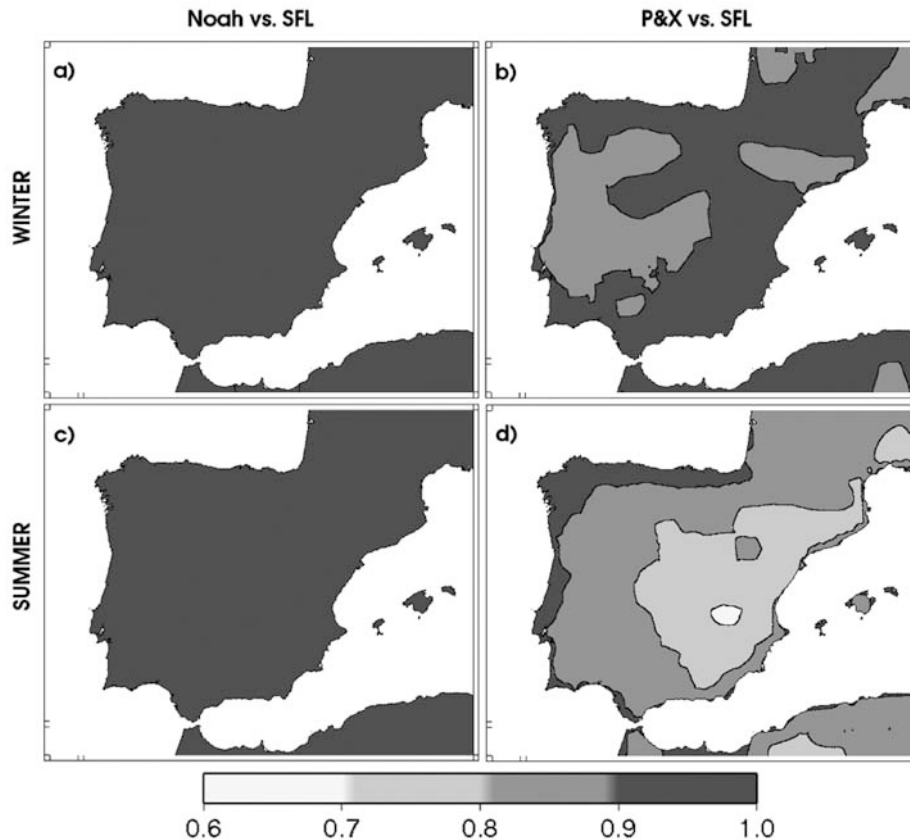 Noah vs. SFL
P&X vs. SFL
WINTER
a)
b)
SUMMER
c)
d)
0.6 0.7 0.8 0.9 1.0